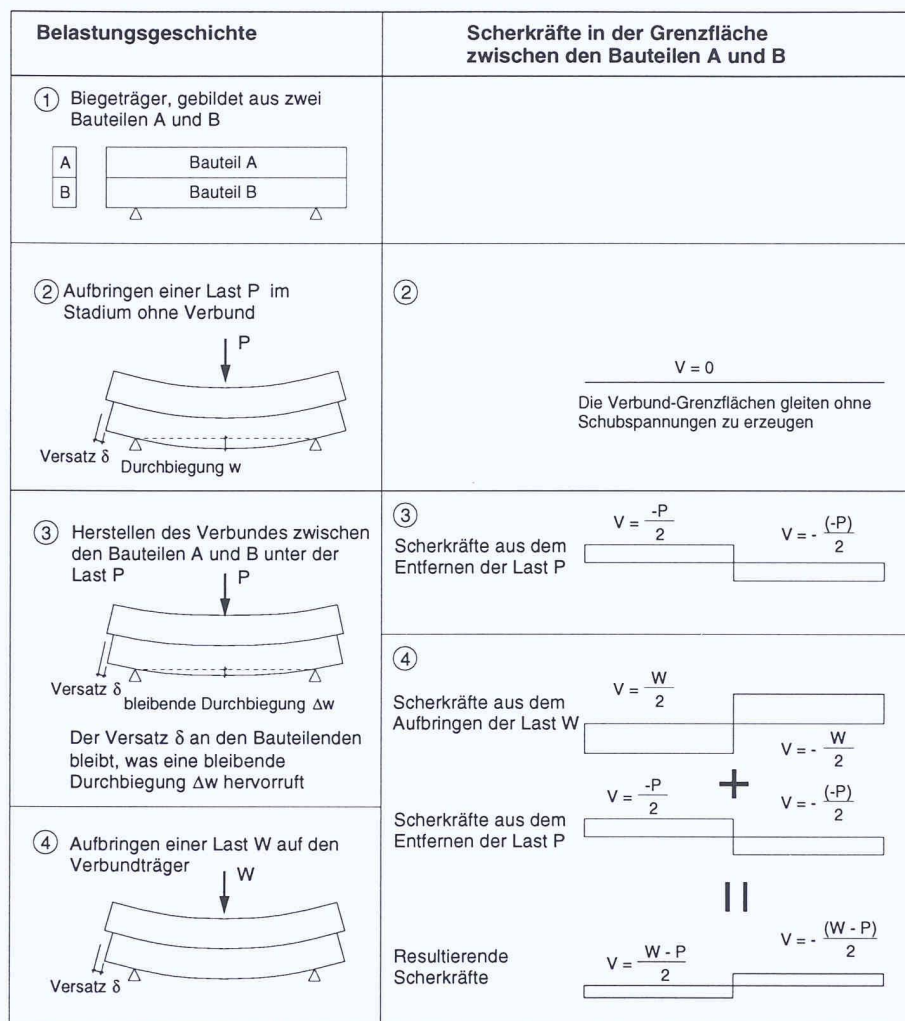 Belastungsgeschichte
Scherkräfte in der Grenzfläche
zwischen den Bauteilen A und B
1 Biegeträger, gebildet aus zwei
Bauteilen A und B
A
Bauteil A
B
Bauteil B
2 Aufbringen einer Last P im
Stadium ohne Verbund
P
Versatz δ
Durchbiegung w
2
V = 0
Die Verbund-Grenzflächen gleiten ohne
Schubspannungen zu erzeugen
3 Herstellen des Verbundes zwischen
den Bauteilen A und B unter der
Last P
P
Versatz δ
bleibende Durchbiegung Δw
Der Versatz δ an den Bauteilenden
bleibt, was eine bleibende
Durchbiegung Δw hervorruft
3
Scherkräfte aus dem
Entfernen der Last P
V = -P/2
V = - (-P)/2
4 Aufbringen einer Last W auf den
Verbundträger
W
Versatz δ
4
Scherkräfte aus dem
Aufbringen der Last W
V = W/2
V = - W/2
+
Scherkräfte aus dem
Entfernen der Last P
V = -P/2
V = - (-P)/2
=
Resultierende
Scherkräfte
V = W - P/2
V = - (W - P)/2